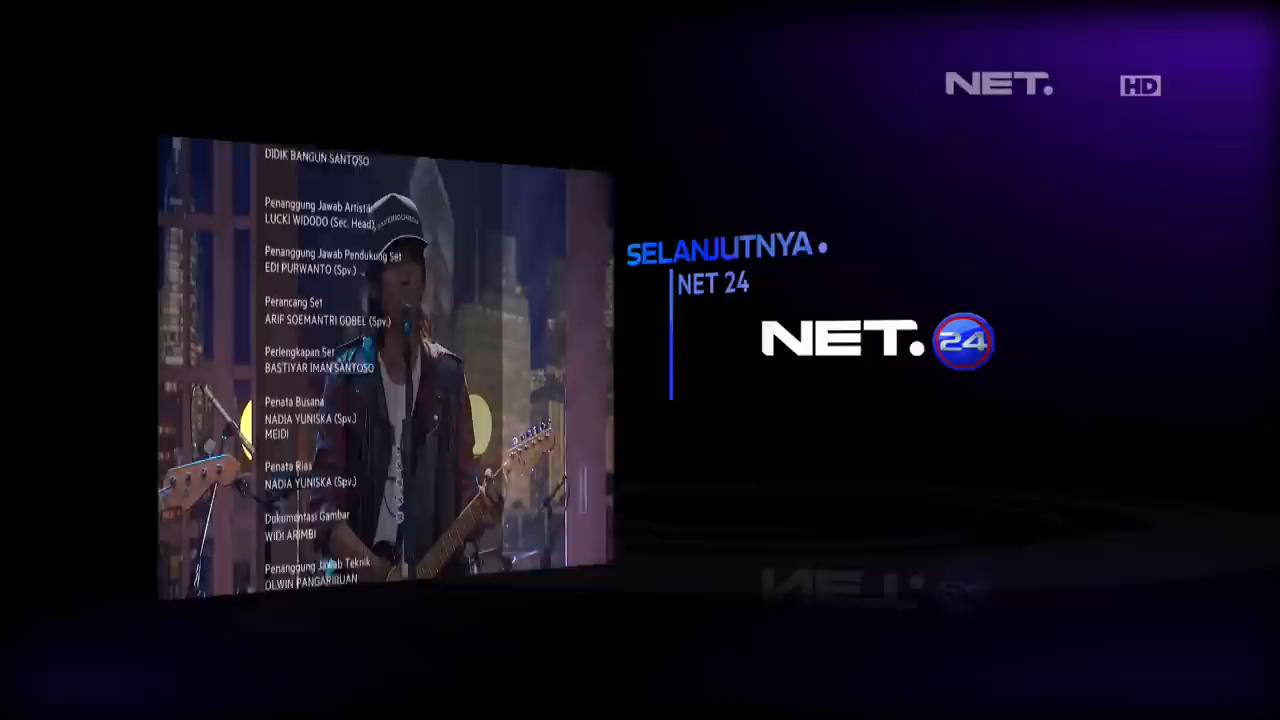 NET.
HD
DIDIK BANGUN SANTOSO
Penanggung Jawab Artistik
LUCKI WIDODO (Sec. Head)
Penanggung Jawab Pendukung Set
EDI PURWANTO (Spv.)
Perancang Set
ARIF SOEMANTRI GOBEL (Spv.)
Perlengkapan Set
BASTIYAR IMAN SANTOSO
Penata Busana
NADIA YUNISKA (Spv.)
MEIDI
Penata Rias
NADIA YUNISKA (Spv.)
Dokumentasi Gambar
WIDI ARIMBI
Penanggung Jawab Teknik
OLWIN PANGARIBUAN
SELANJUTNYA.
NET 24
NET. 24